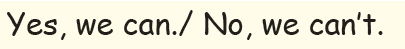 Yes, we can./ No, we can't.